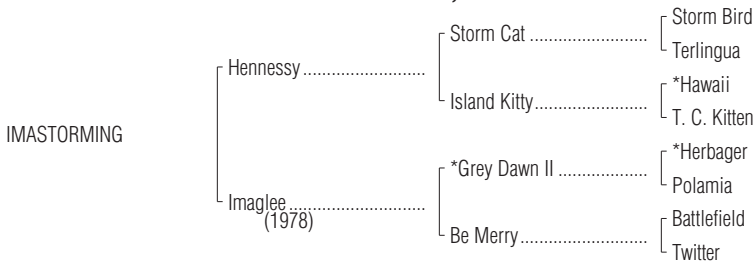 Storm Bird
Storm Cat ..............................
Terlingua
Hennessy...........................
*Hawaii
Island Kitty.............................
T. C. Kitten
IMASTORMING
*Herbager
*Grey Dawn II ........................
Polamia
Imaglee..............................
(1978)
Battlefield
Be Merry................................
Twitter